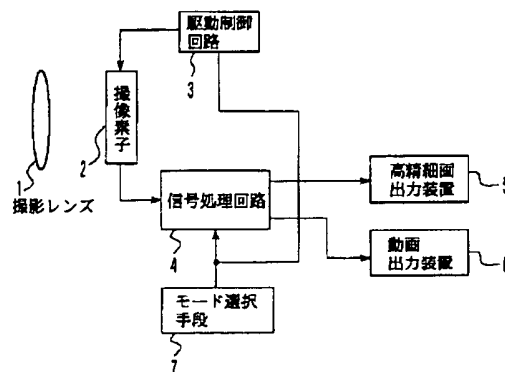 駆動制御
回路
3
撮像素子
2
1
撮影レンズ
信号処理回路
4
高精細画
出力装置
5
動画
出力装置
6
モード選択
手段
7